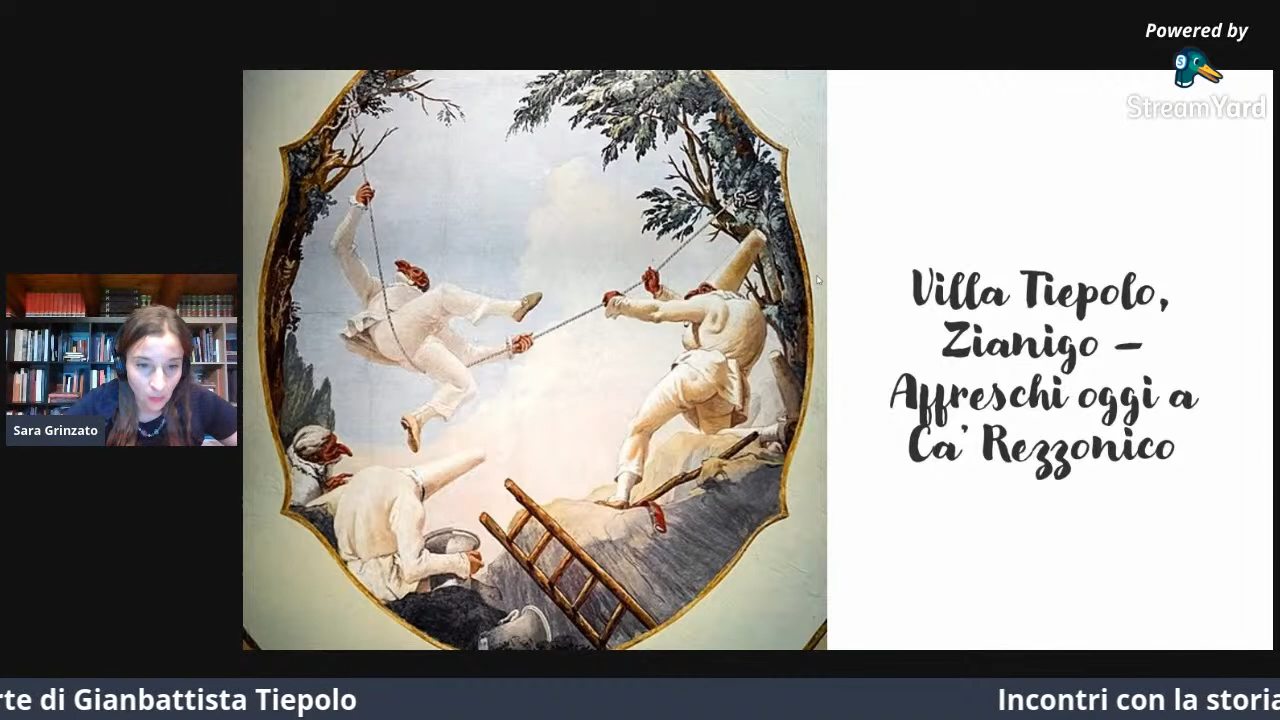 Powered by
StreamYard
Villa Tiepolo,
Zianigo –
Affreschi oggi a
Ca' Rezzonico
Sara Grinzato
rte di Gianbattista Tiepolo
Incontri con la storia